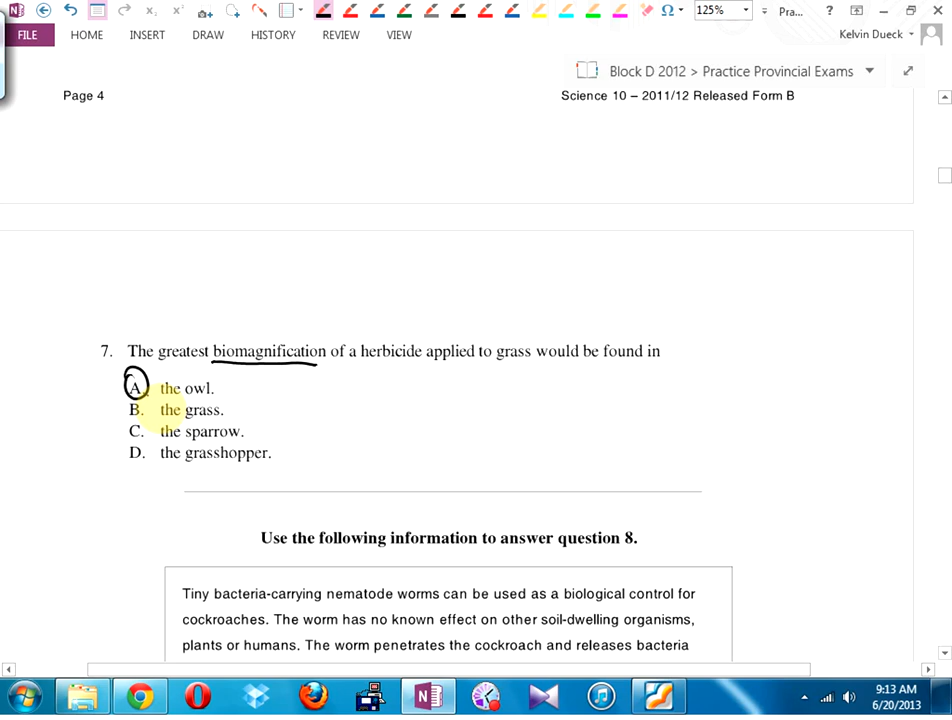 125%
Pra...
?
FILE
HOME
INSERT
DRAW
HISTORY
REVIEW
VIEW
Kelvin Dueck
Block D 2012 > Practice Provincial Exams
Page 4
Science 10 – 2011/12 Released Form B
7. The greatest biomagnification of a herbicide applied to grass would be found in
A. the owl.
B. the grass.
C. the sparrow.
D. the grasshopper.
Use the following information to answer question 8.
Tiny bacteria-carrying nematode worms can be used as a biological control for
cockroaches. The worm has no known effect on other soil-dwelling organisms,
plants or humans. The worm penetrates the cockroach and releases bacteria
9:13 AM
6/20/2013